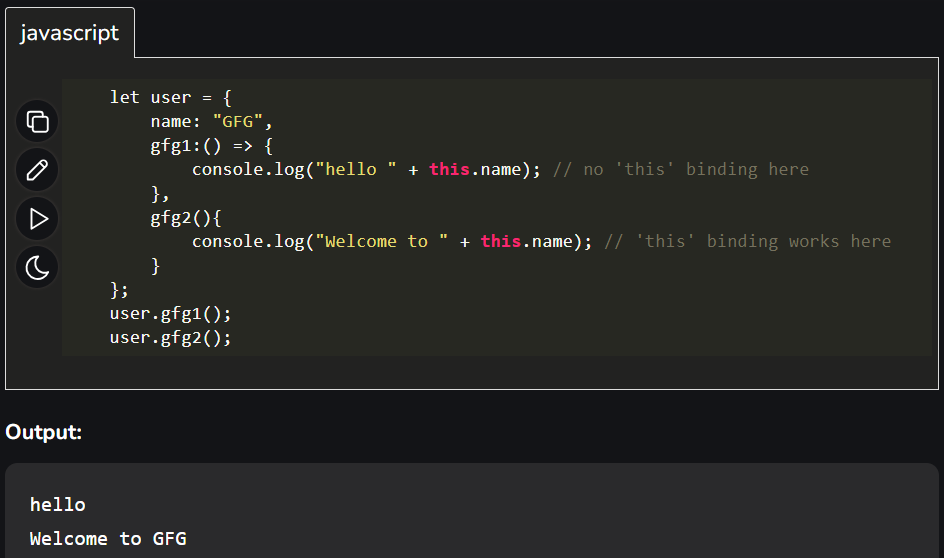 javascript
let user = {
    name: "GFG",
    gfg1:() => {
        console.log("hello " + this.name); // no 'this' binding here
    },
    gfg2(){
        console.log("Welcome to " + this.name); // 'this' binding works here
    }
};
user.gfg1();
user.gfg2();
Output:
hello
Welcome to GFG